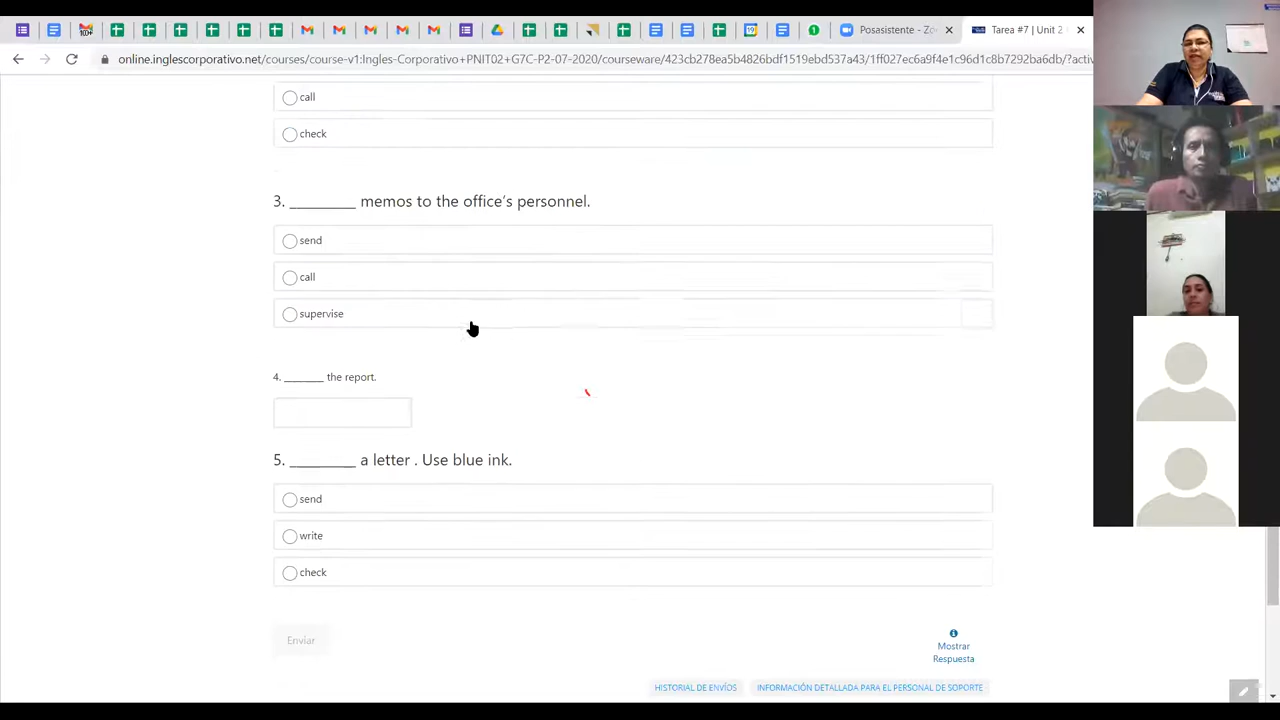 Posasistente - Zo
Tarea #7 | Unit 2
online.inglescorporativo.net/courses/course-v1:Ingles-Corporativo+PNIT07+G7C-P2-07-2020/courseware/423cb278ea5b4826bdf1519ebd537a43/1ff027ec6a9f4e1c96d1c8b7292ba6db/?activ
call
check
3. _________ memos to the office's personnel.
send
call
supervise
4. _______ the report.
5. _________ a letter . Use blue ink.
send
write
check
Enviar
Mostrar
Respuesta
HISTORIAL DE ENVÍOS INFORMACIÓN DETALLADA PARA EL PERSONAL DE SOPORTE